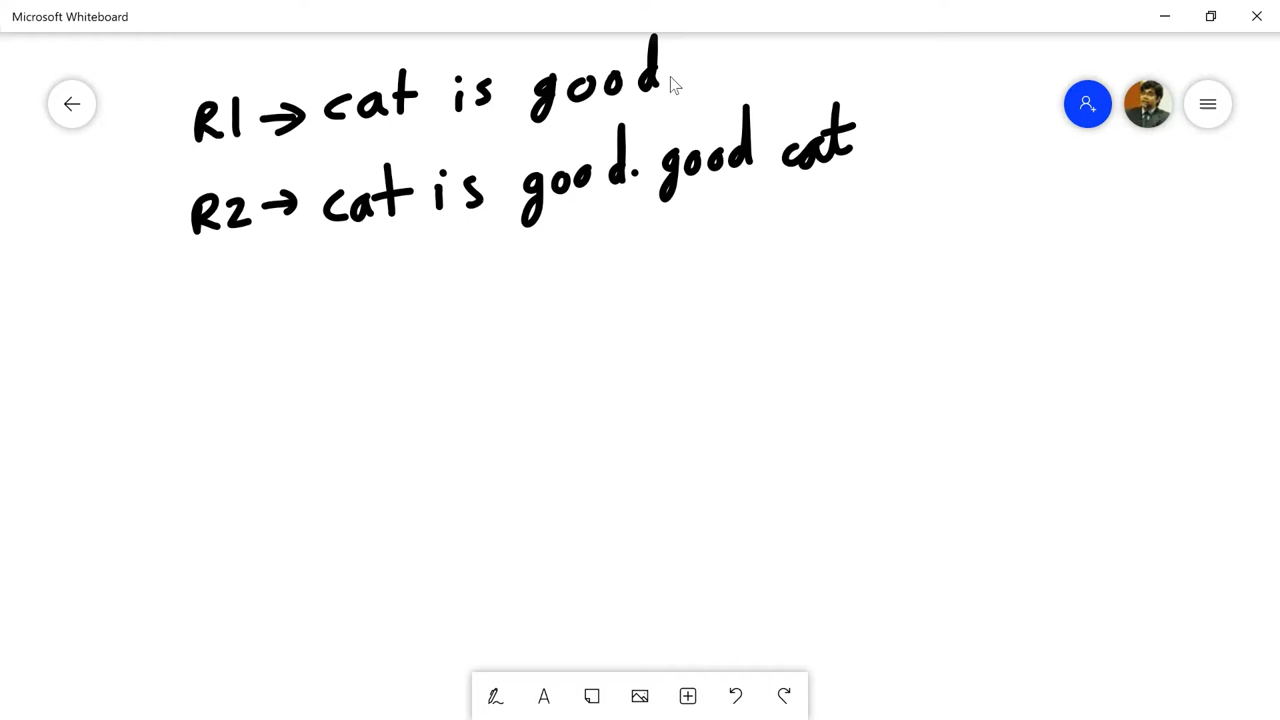 Microsoft Whiteboard
R1 → cat is good
R2 → cat is good. good cat
A